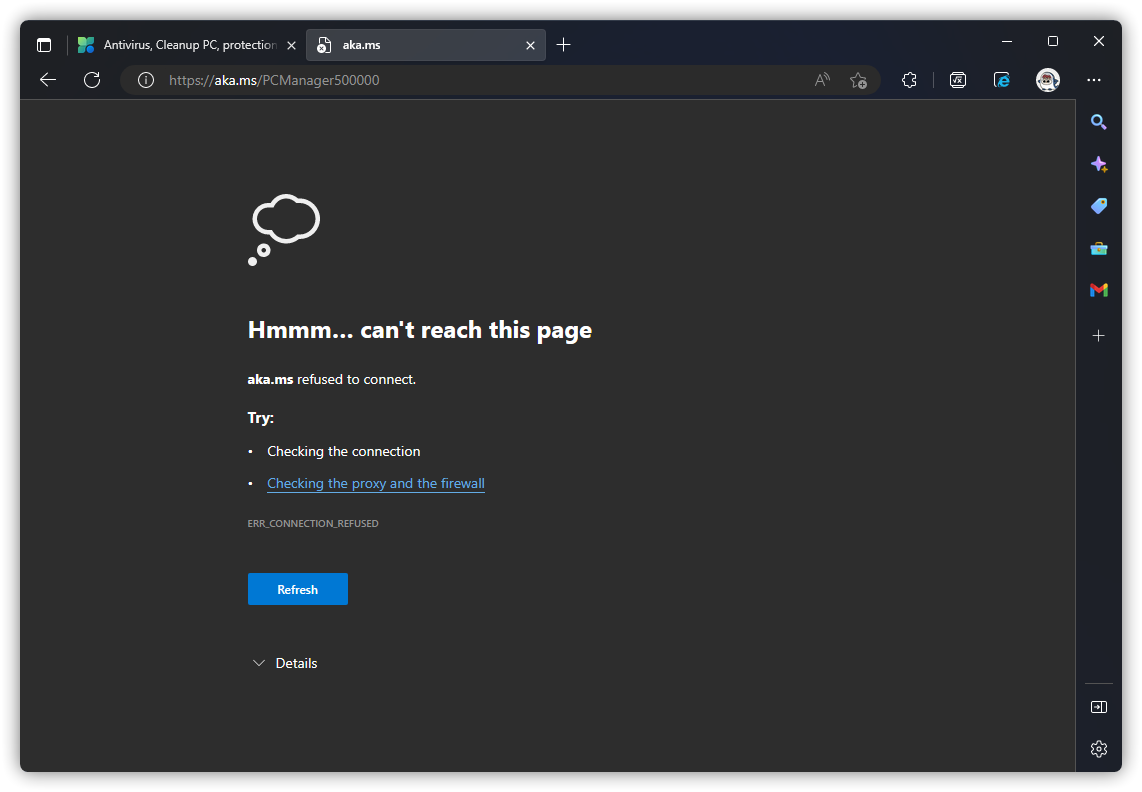 Antivirus, Cleanup PC, protection
aka.ms
https://aka.ms/PCManager500000
Hmmm... can't reach this page
aka.ms refused to connect.
Try:
• Checking the connection
• Checking the proxy and the firewall
ERR_CONNECTION_REFUSED
Refresh
Details